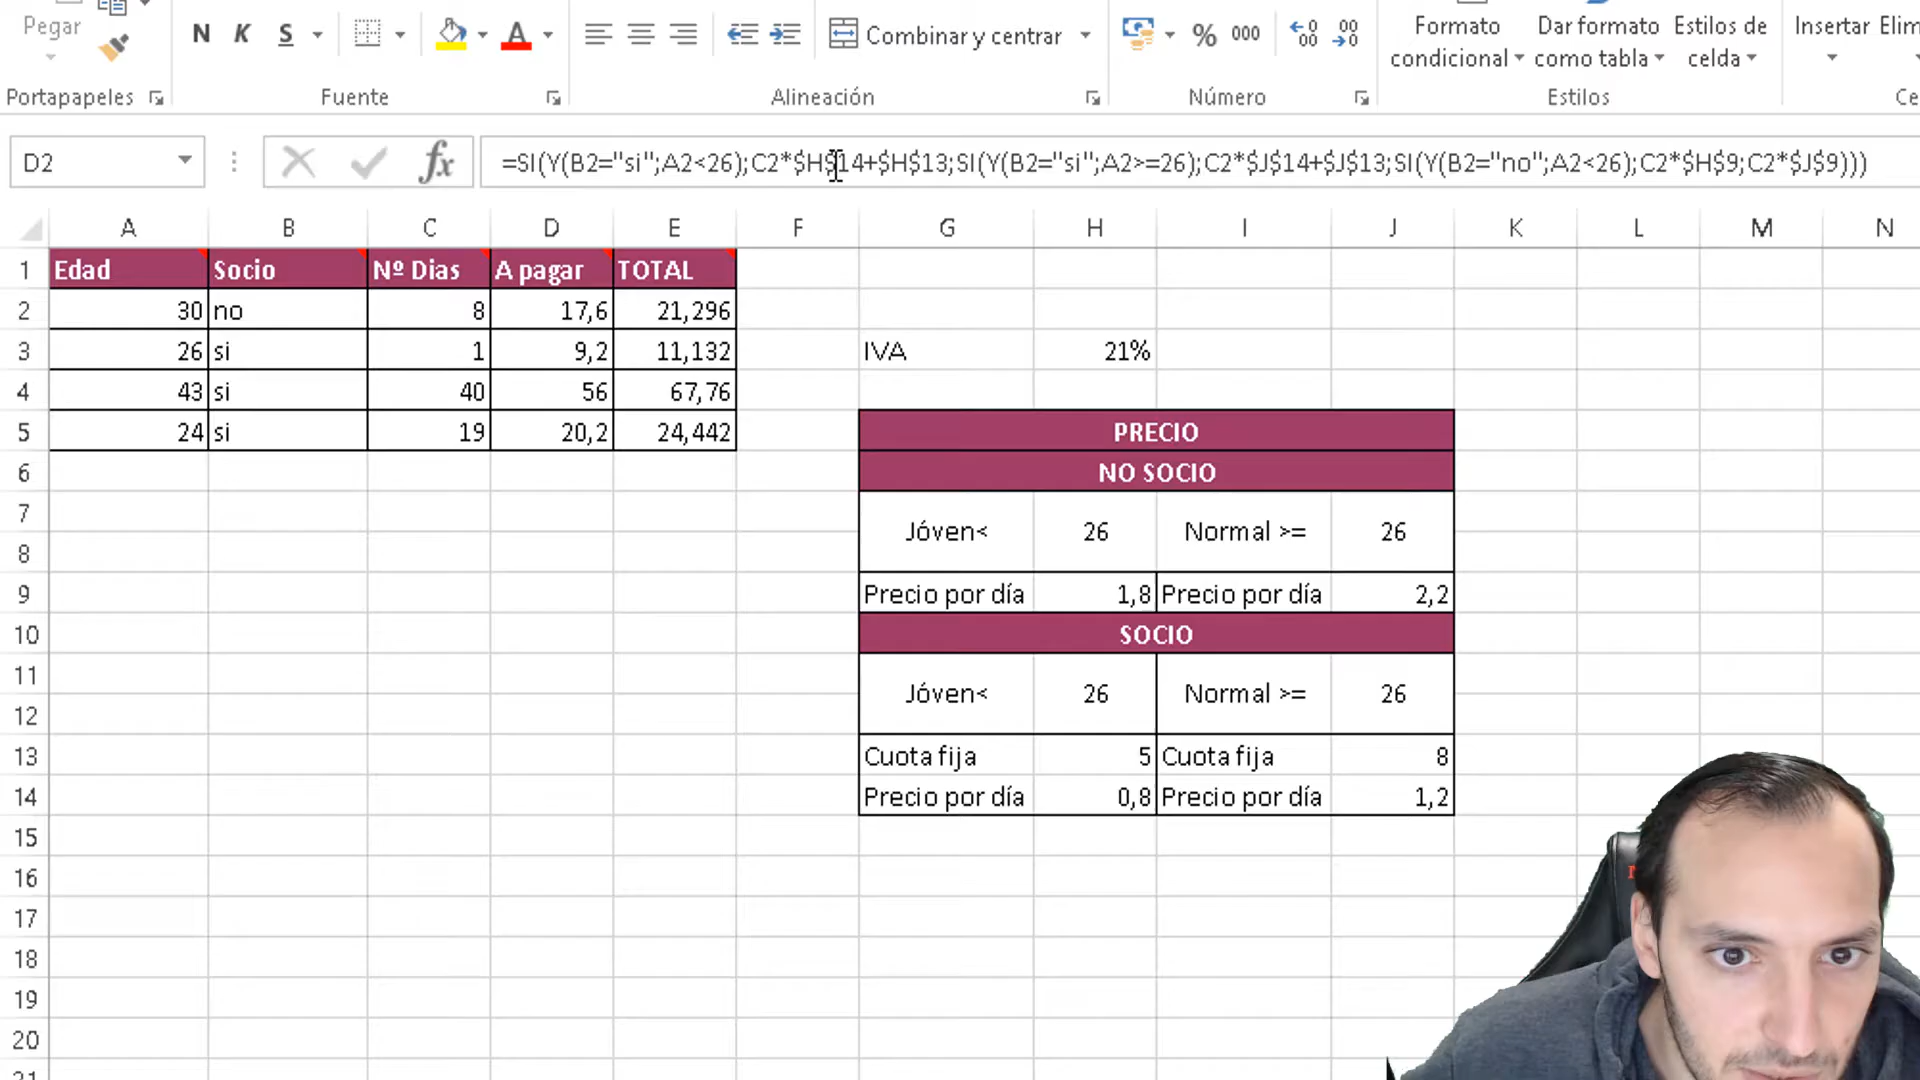 Pegar
N K S A
Combinar y centrar
% 000
Formato condicional
Dar formato como tabla
Estilos de celda
Insertar
Portapapeles
Fuente
Alineación
Número
Estilos
D2
fx
=SI(Y(B2="si";A2<26);C2*$H$14+$H$13;SI(Y(B2="si";A2>=26);C2*$J$14+$J$13;SI(Y(B2="no";A2<26);C2*$H$9;C2*$J$9)))
A B C D E F G H I J K L M N
1 Edad Socio Nº Dias A pagar TOTAL
2 30 no 8 17,6 21,296
3 26 si 1 9,2 11,132 IVA 21%
4 43 si 40 56 67,76
5 24 si 19 20,2 24,442 PRECIO
6 NO SOCIO
7
Jóven< 26 Normal >= 26
8
9 Precio por día 1,8 Precio por día 2,2
10 SOCIO
11
Jóven< 26 Normal >= 26
12
13 Cuota fija 5 Cuota fija 8
14 Precio por día 0,8 Precio por día 1,2
15
16
17
18
19
20